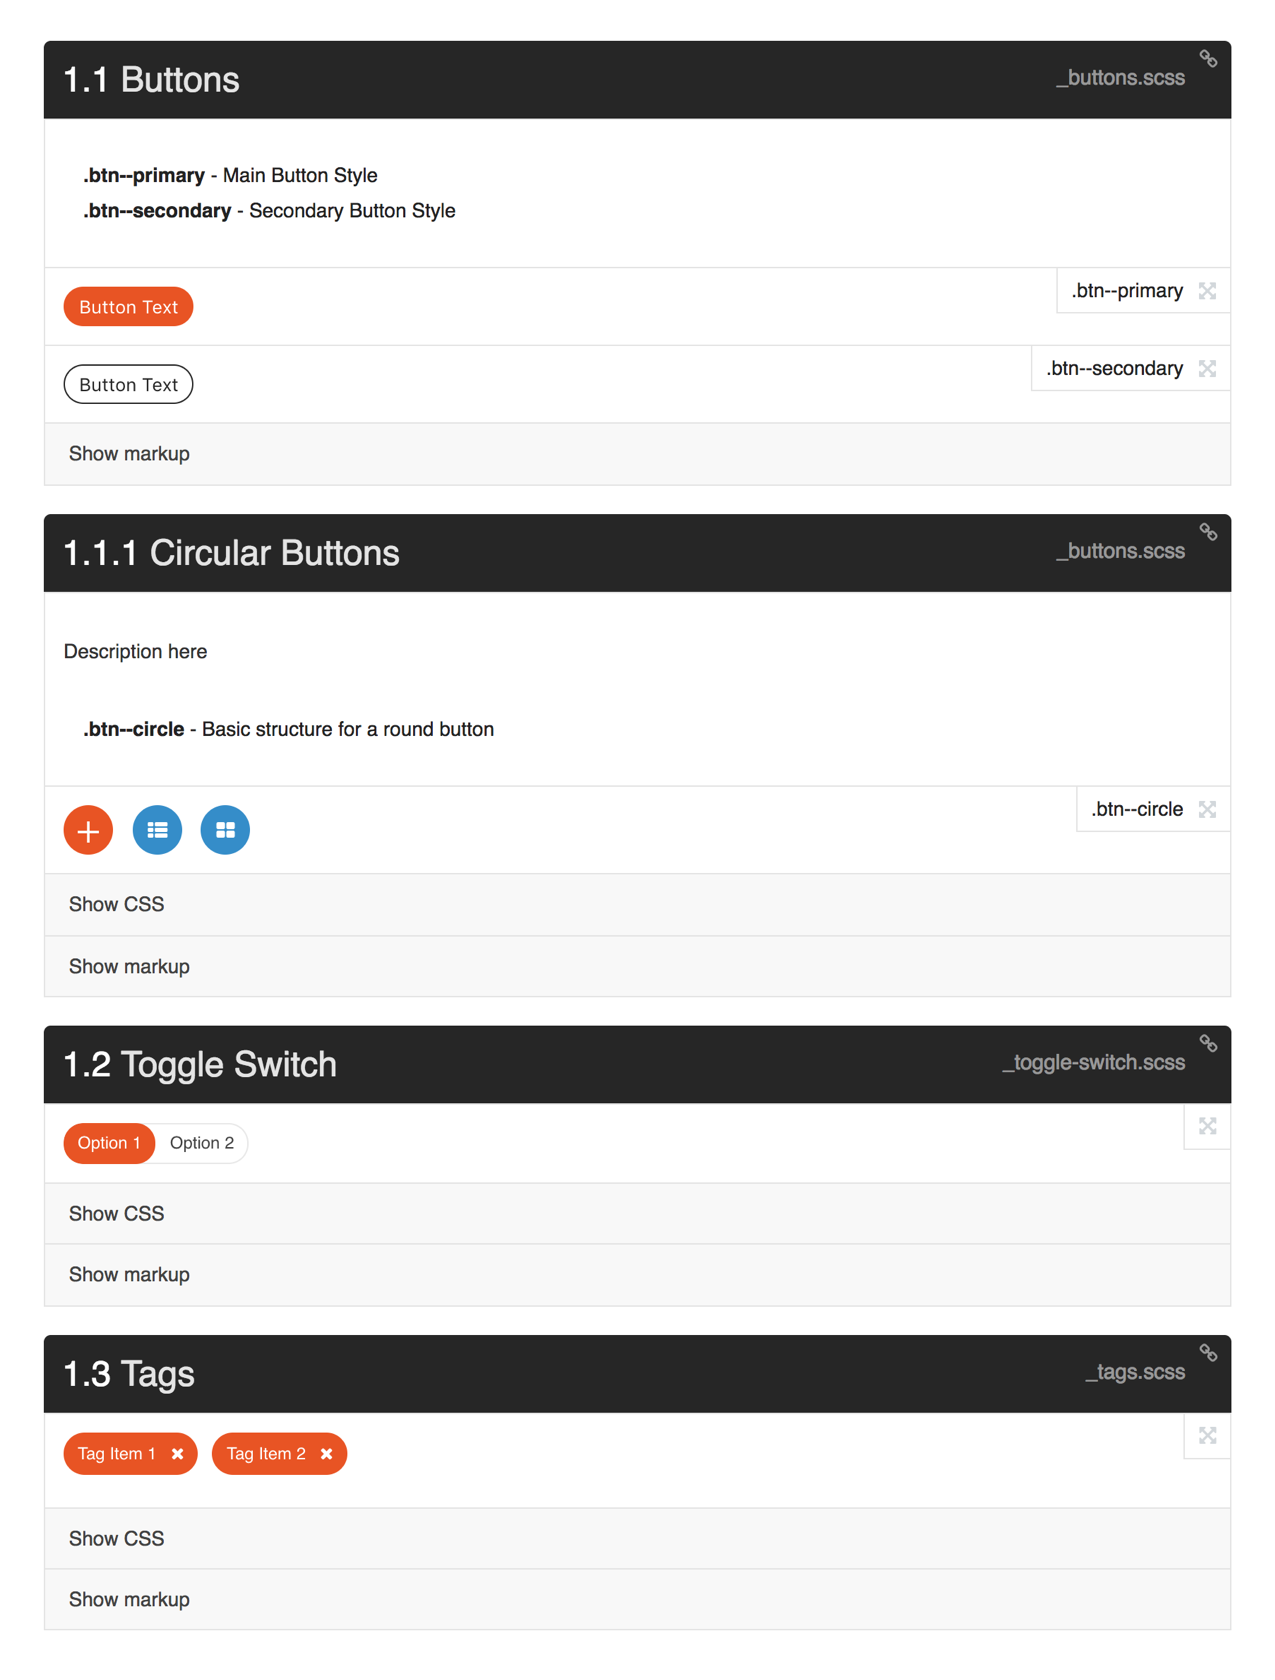 1.1 Buttons
_buttons.scss
.btn--primary - Main Button Style
.btn--secondary - Secondary Button Style
Button Text
.btn--primary
Button Text
.btn--secondary
Show markup
1.1.1 Circular Buttons
_buttons.scss
Description here
.btn--circle - Basic structure for a round button
.btn--circle
Show CSS
Show markup
1.2 Toggle Switch
_toggle-switch.scss
Option 1 Option 2
Show CSS
Show markup
1.3 Tags
_tags.scss
Tag Item 1 Tag Item 2
Show CSS
Show markup